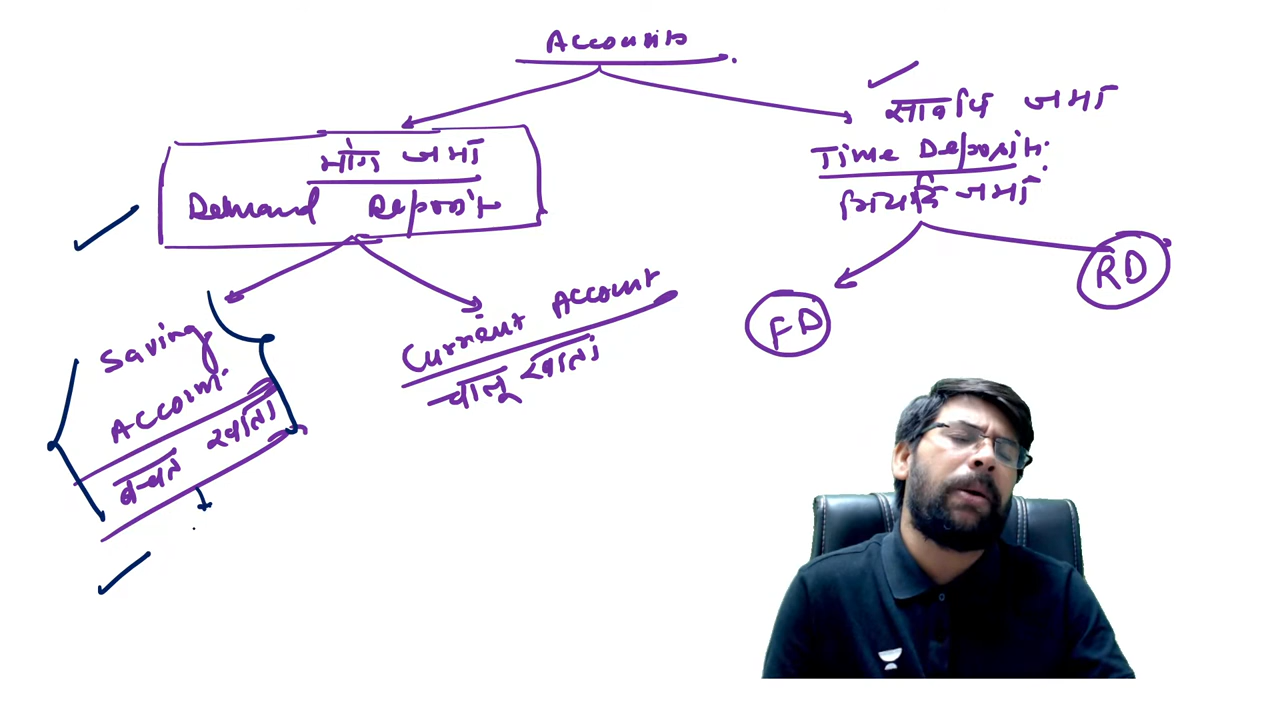 Accounts
मांग जमा
Demand Deposit
सावधि जमा
Time Deposit
मियादि जमा
Saving
Account
बचत खाता
Current Account
चालू खाता
FD
RD